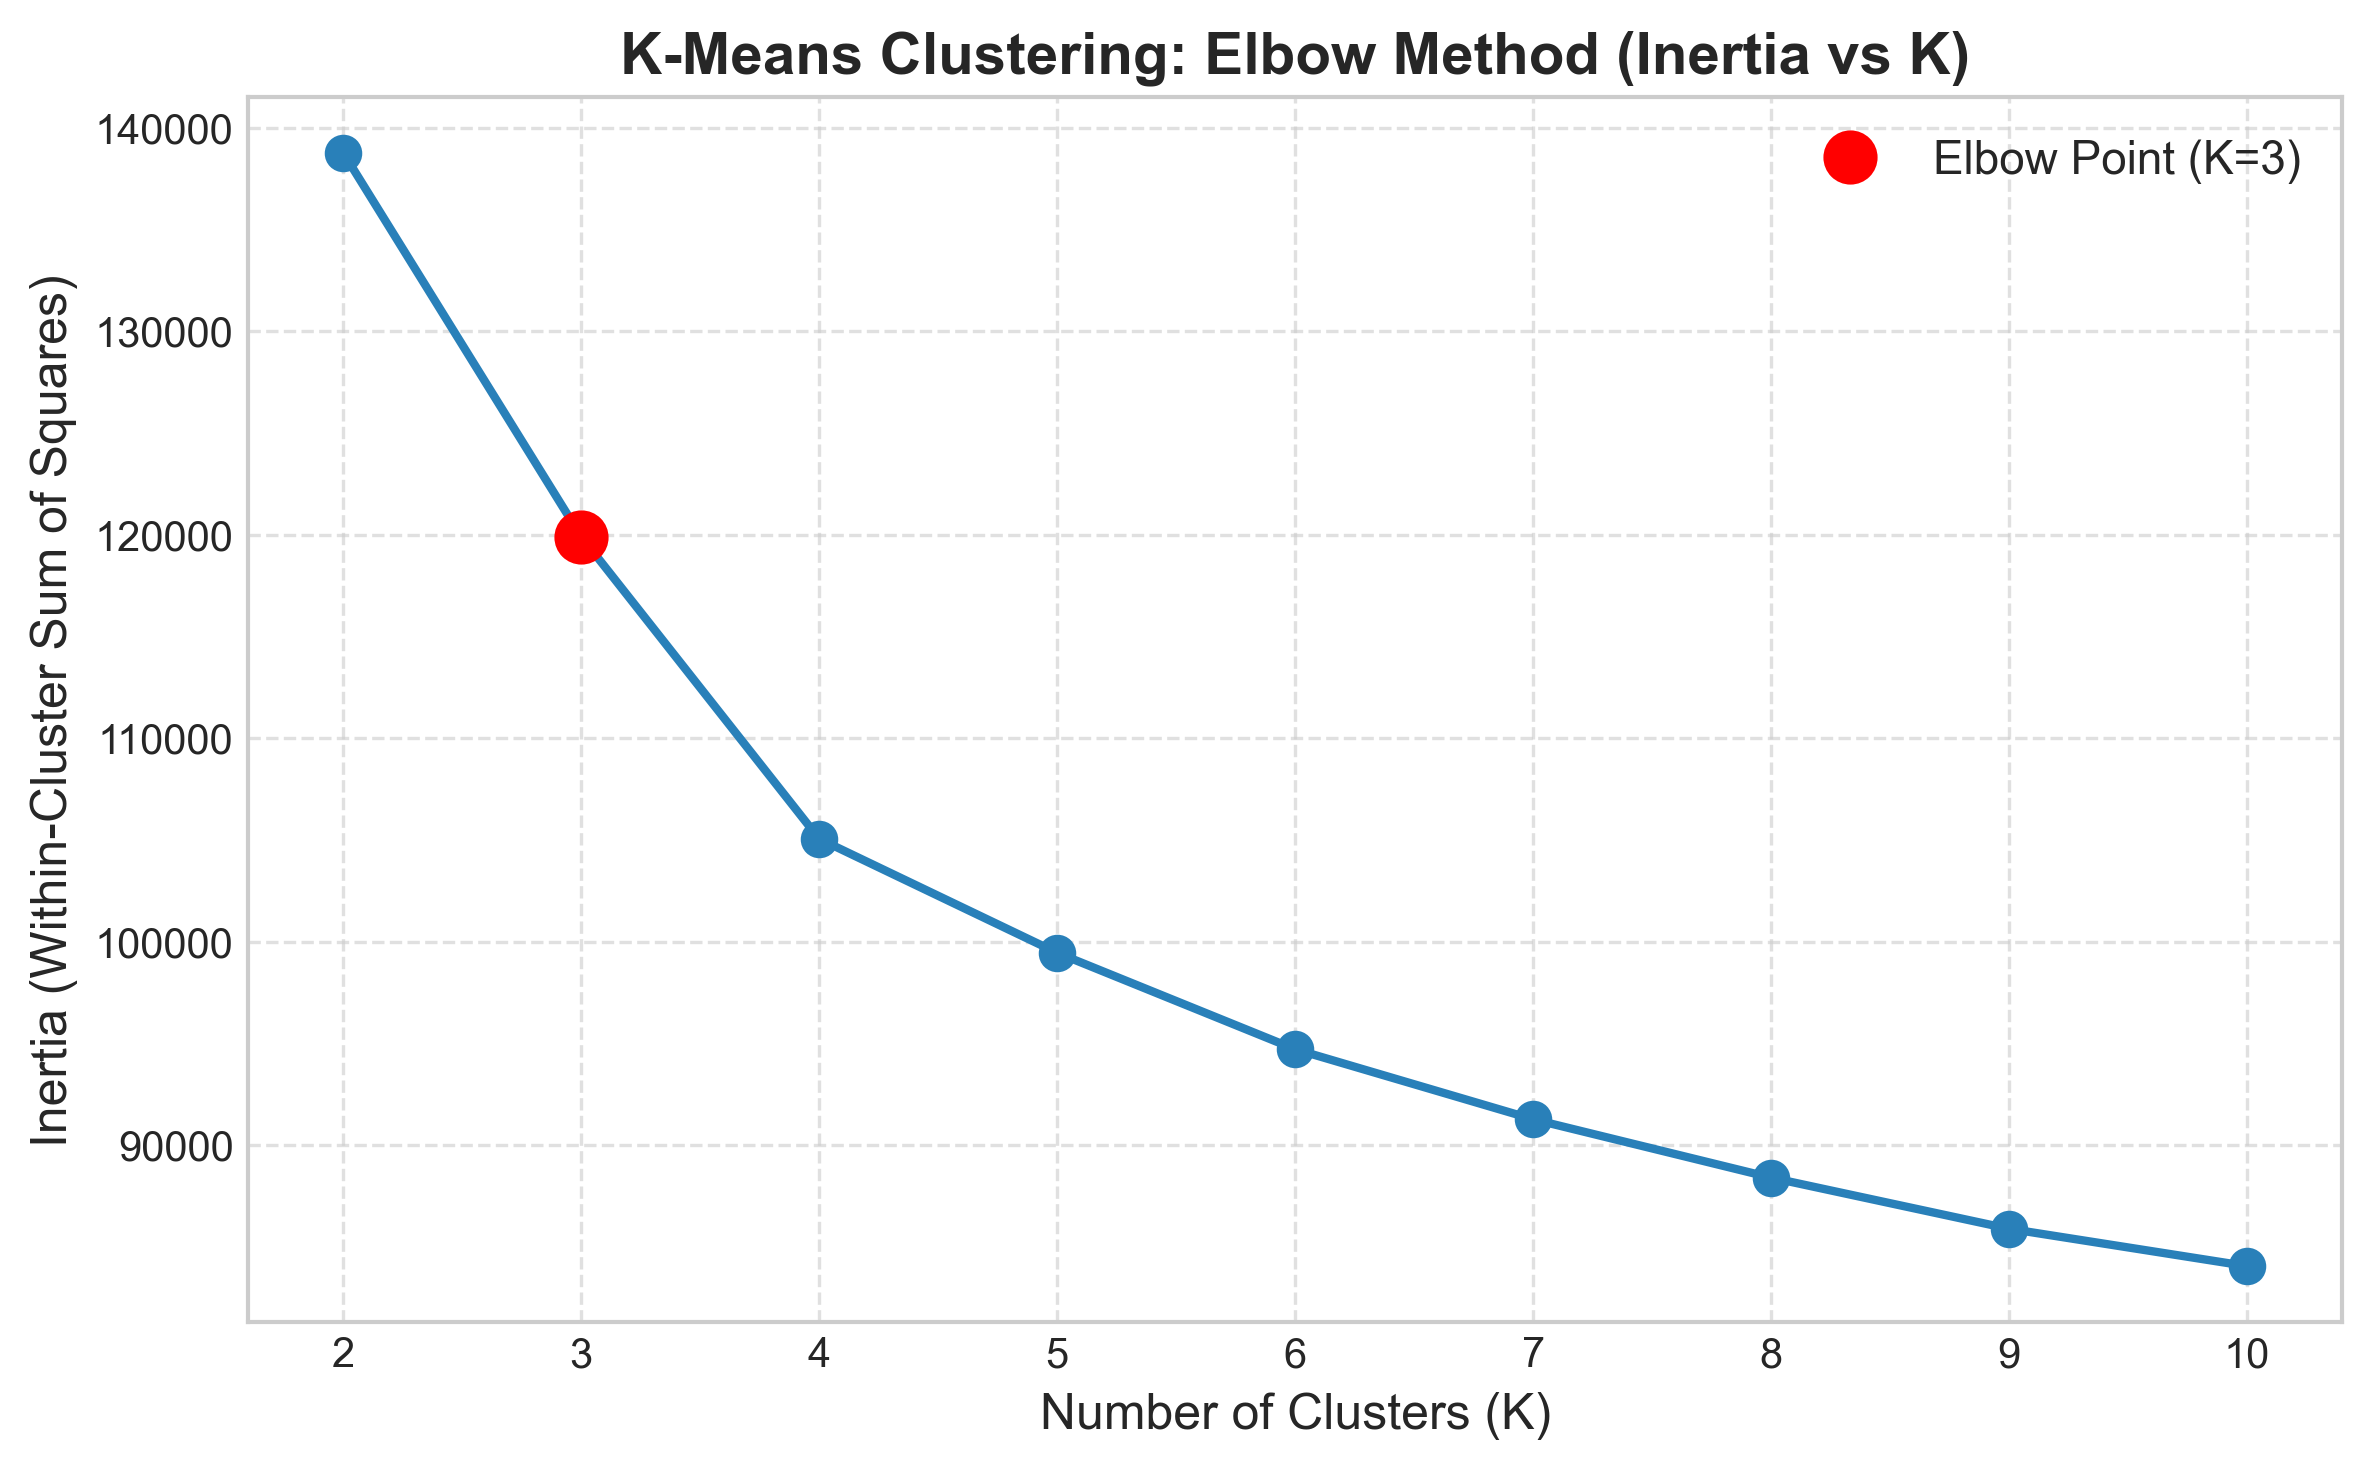 K-Means Clustering: Elbow Method (Inertia vs K)
Elbow Point (K=3)
Inertia (Within-Cluster Sum of Squares)
140000
130000
120000
110000
100000
90000
2 3 4 5 6 7 8 9 10
Number of Clusters (K)